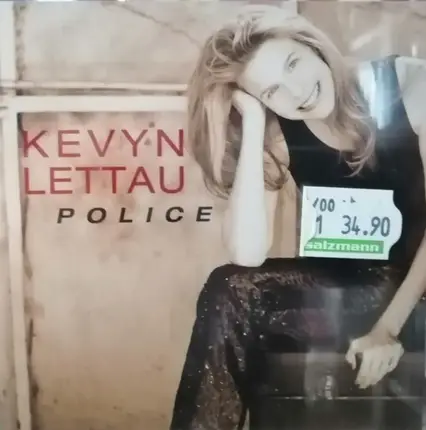 KEVYN
LETTAU
POLICE
34.90
salzmann